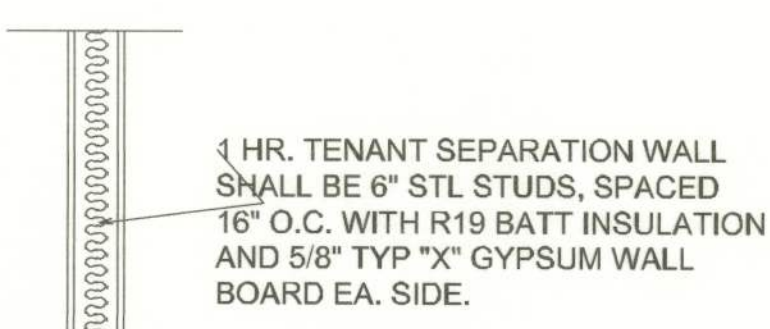 1 HR. TENANT SEPARATION WALL
SHALL BE 6" STL STUDS, SPACED
16" O.C. WITH R19 BATT INSULATION
AND 5/8" TYP "X" GYPSUM WALL
BOARD EA. SIDE.